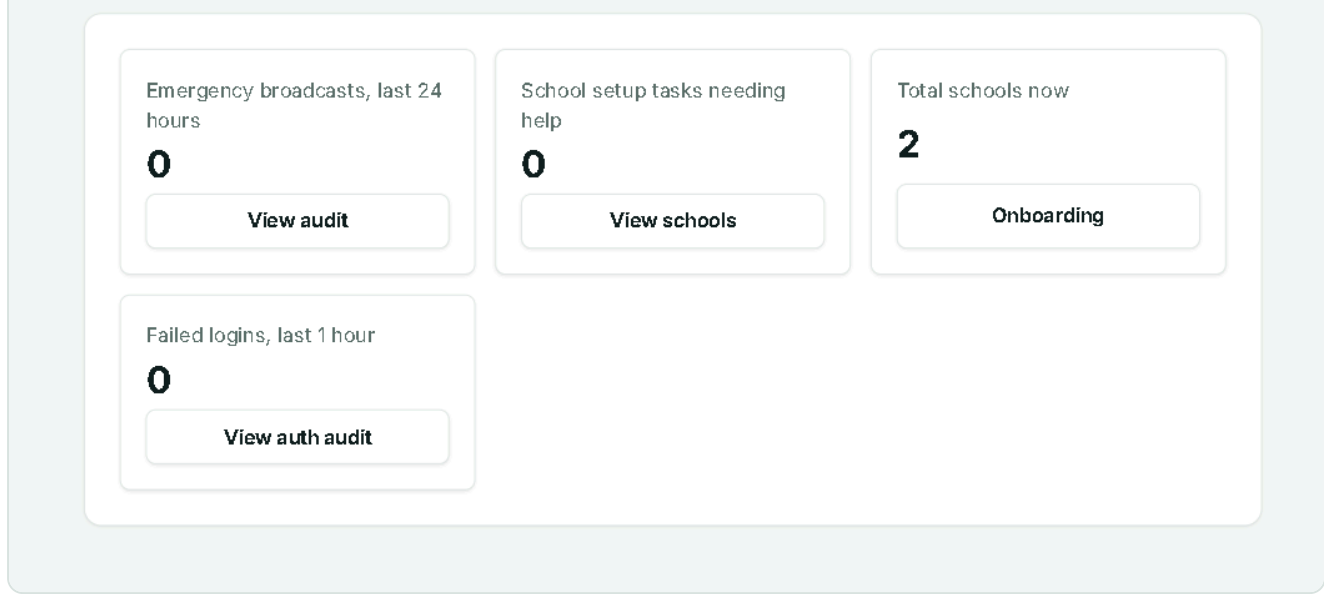 Emergency broadcasts, last 24
hours
0
View audit
School setup tasks needing
help
0
View schools
Total schools now
2
Onboarding
Failed logins, last 1 hour
0
View auth audit